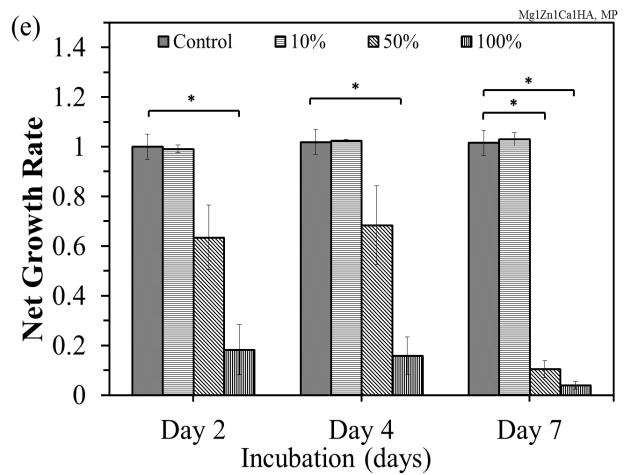 Mg1Zn1Ca1HA, MP
(e)
Control 10% 50% 100%
1.4
1.2
1
0.8
0.6
0.4
0.2
0
Net Growth Rate
* * * *
Day 2 Day 4 Day 7
Incubation (days)